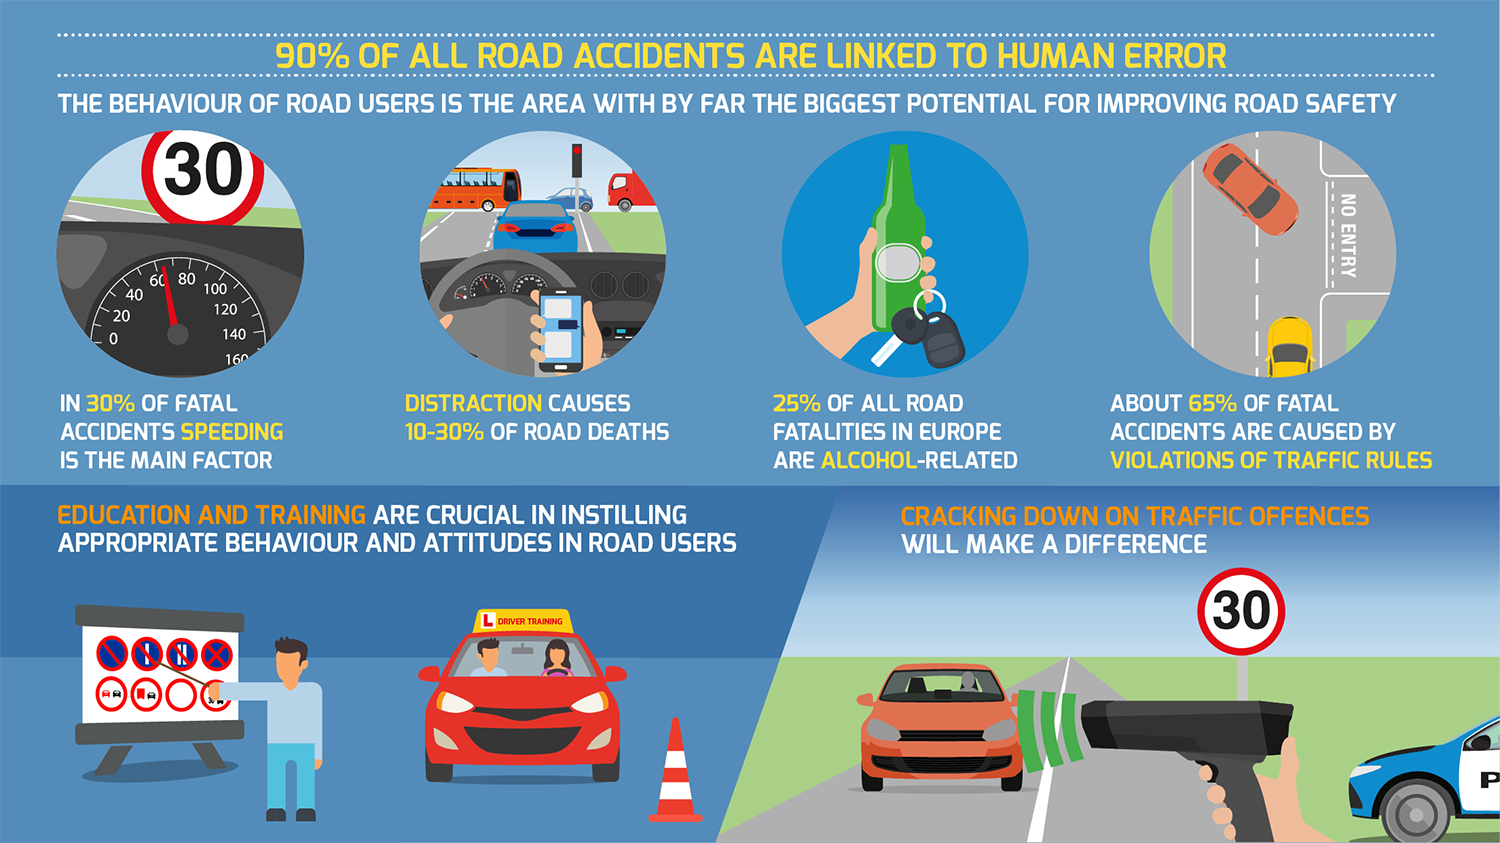 90% OF ALL ROAD ACCIDENTS ARE LINKED TO HUMAN ERROR
THE BEHAVIOUR OF ROAD USERS IS THE AREA WITH BY FAR THE BIGGEST POTENTIAL FOR IMPROVING ROAD SAFETY
30
0
20
40
60
80
100
120
140
160
NO ENTRY
IN 30% OF FATAL
ACCIDENTS SPEEDING
IS THE MAIN FACTOR
DISTRACTION CAUSES
10-30% OF ROAD DEATHS
25% OF ALL ROAD
FATALITIES IN EUROPE
ARE ALCOHOL-RELATED
ABOUT 65% OF FATAL
ACCIDENTS ARE CAUSED BY
VIOLATIONS OF TRAFFIC RULES
EDUCATION AND TRAINING ARE CRUCIAL IN INSTILLING
APPROPRIATE BEHAVIOUR AND ATTITUDES IN ROAD USERS
L DRIVER TRAINING
CRACKING DOWN ON TRAFFIC OFFENCES
WILL MAKE A DIFFERENCE
30
P